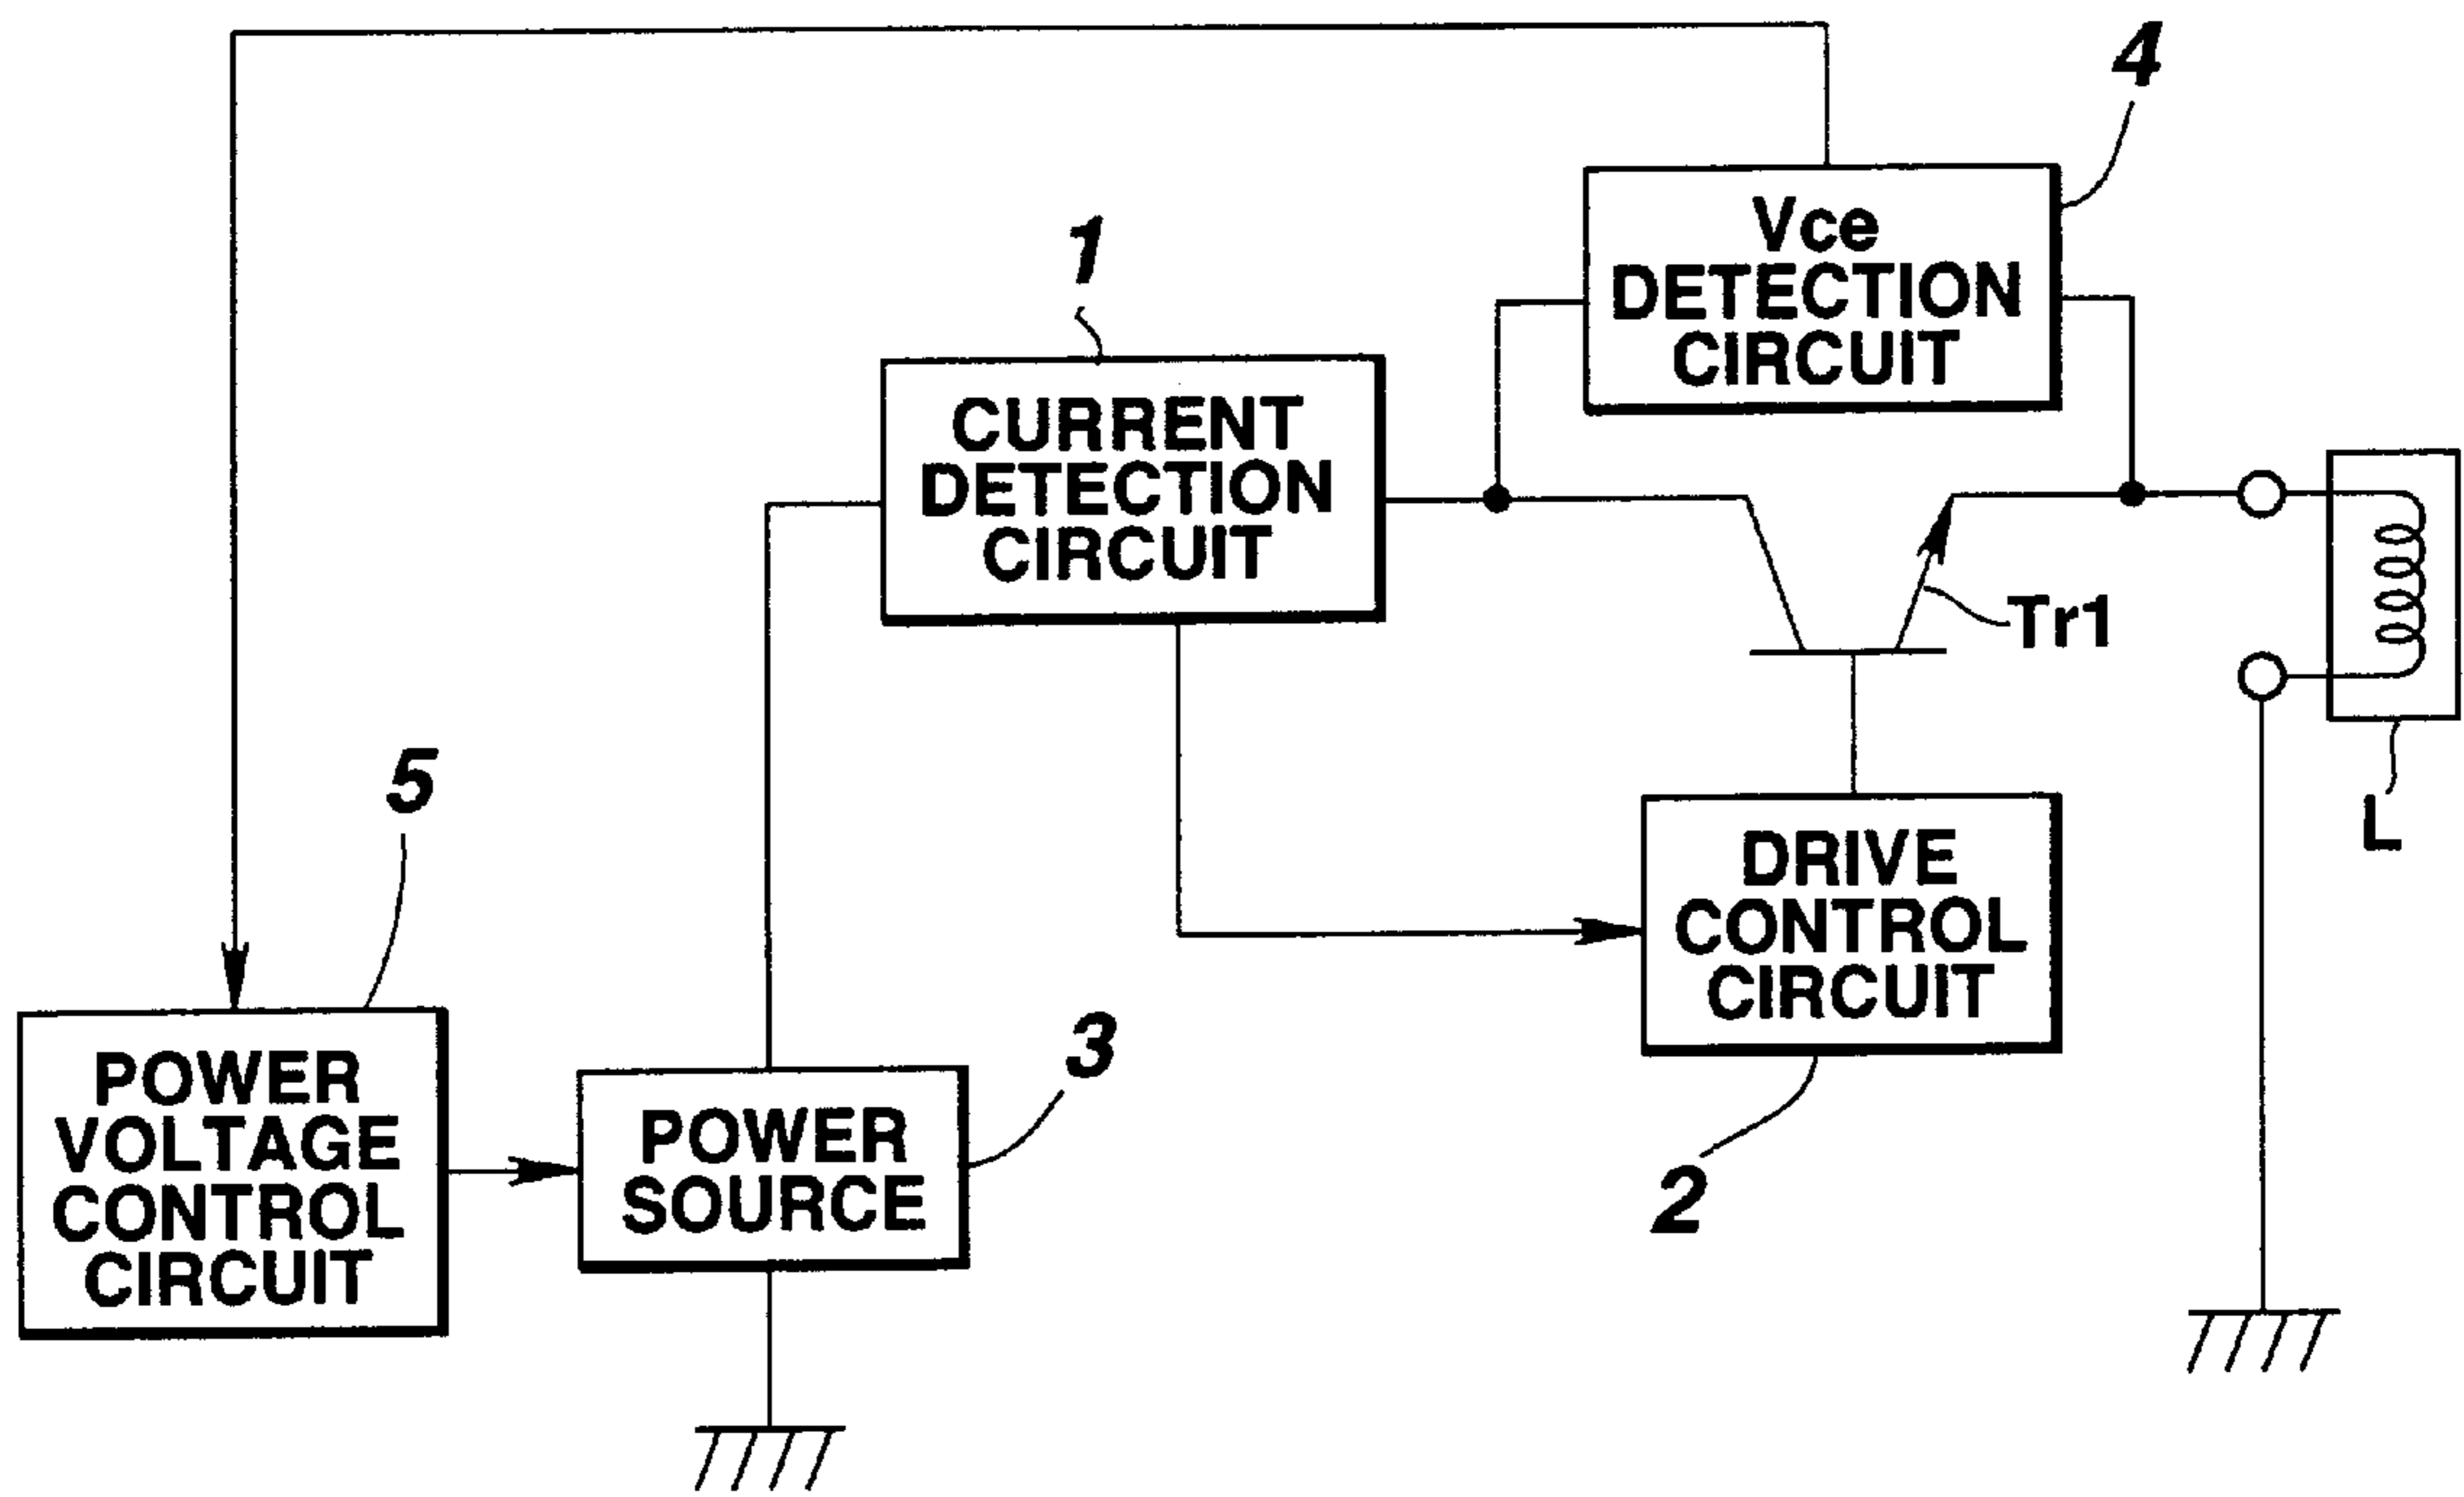 4
Vce
DETECTION
CIRCUIT
1
CURRENT
DETECTION
CIRCUIT
Tr1
L
5
DRIVE
CONTROL
CIRCUIT
2
POWER
VOLTAGE
CONTROL
CIRCUIT
3
POWER
SOURCE